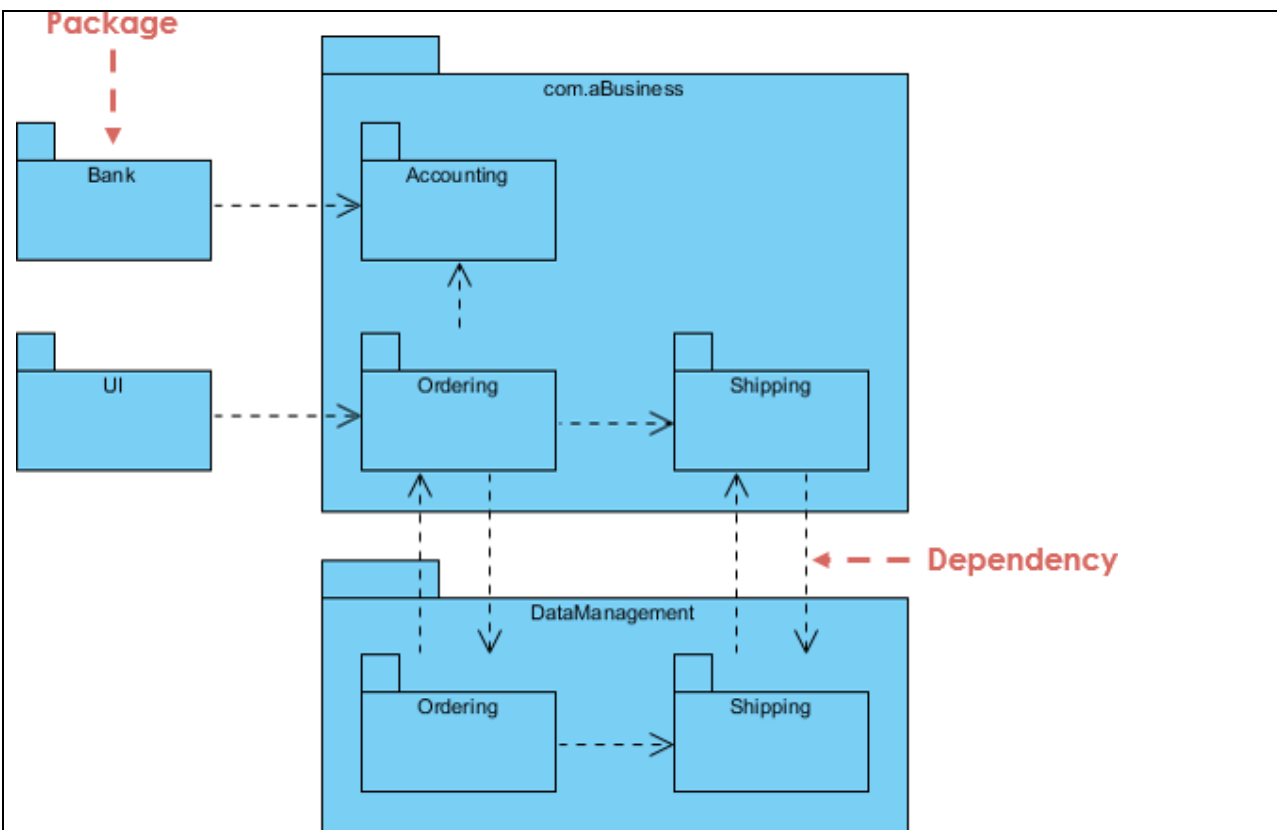 Package
com.aBusiness
Bank
Accounting
UI
Ordering
Shipping
Dependency
DataManagement
Ordering
Shipping